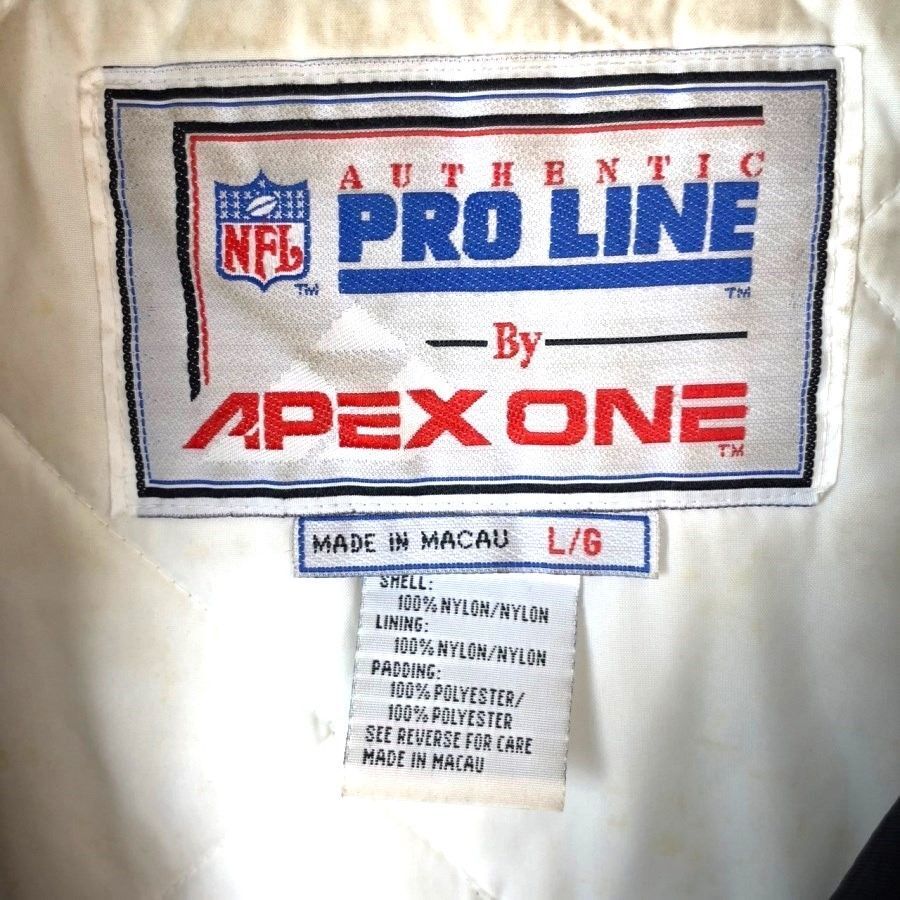 AUTHENTIC
NFL PRO LINE
TM TM
By
APEX ONE
TM
MADE IN MACAU L/G
SHELL:
100% NYLON/NYLON
LINING:
100% NYLON/NYLON
PADDING:
100% POLYESTER/
100% POLYESTER
SEE REVERSE FOR CARE
MADE IN MACAU